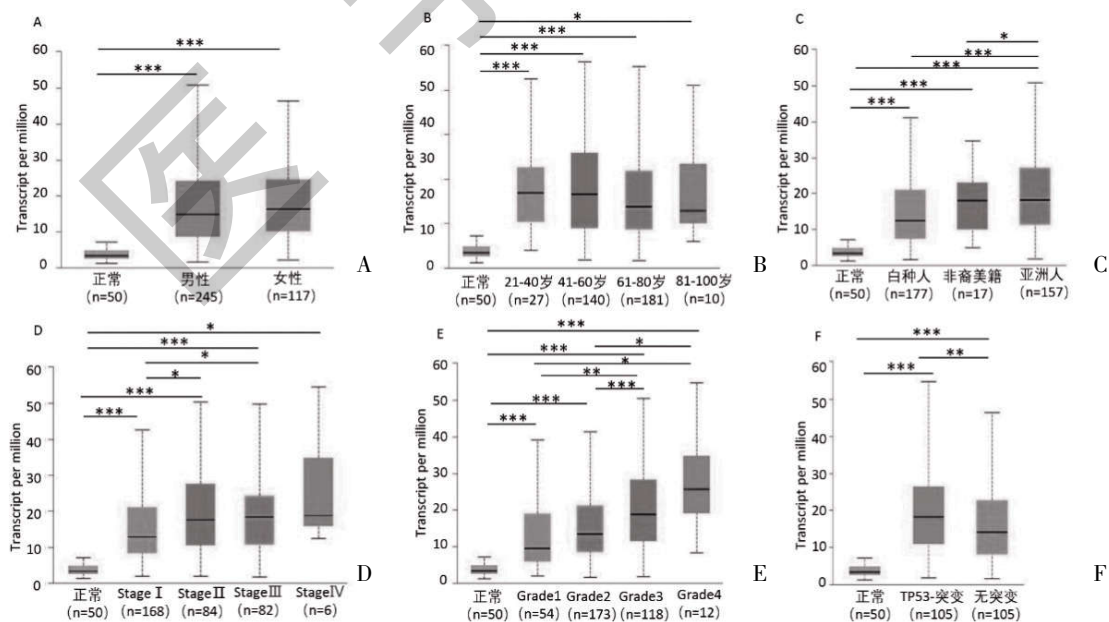 A
***
***
Transcript per million
60
50
40
30
20
10
0
正常 男性 女性
(n=50) (n=245) (n=117)
A
B
*
***
***
***
Transcript per million
60
50
40
30
20
10
0
正常 21-40岁 41-60岁 61-80岁 81-100岁
(n=50) (n=27) (n=140) (n=181) (n=10)
B
C
*
***
***
***
***
Transcript per million
60
50
40
30
20
10
0
正常 白种人 非裔美籍 亚洲人
(n=50) (n=177) (n=17) (n=157)
C
D
*
***
*
*
***
***
Transcript per million
60
50
40
30
20
10
0
正常 Stage I StageⅡ StageⅢ StageⅣ
(n=50) (n=168) (n=84) (n=82) (n=6)
D
E
***
*
***
*
**
***
***
***
Transcript per million
60
50
40
30
20
10
0
正常 Grade1 Grade2 Grade3 Grade4
(n=50) (n=54) (n=173) (n=118) (n=12)
E
F
***
**
***
Transcript per million
60
50
40
30
20
10
0
正常 TP53-突变 无突变
(n=50) (n=105) (n=105)
F
医